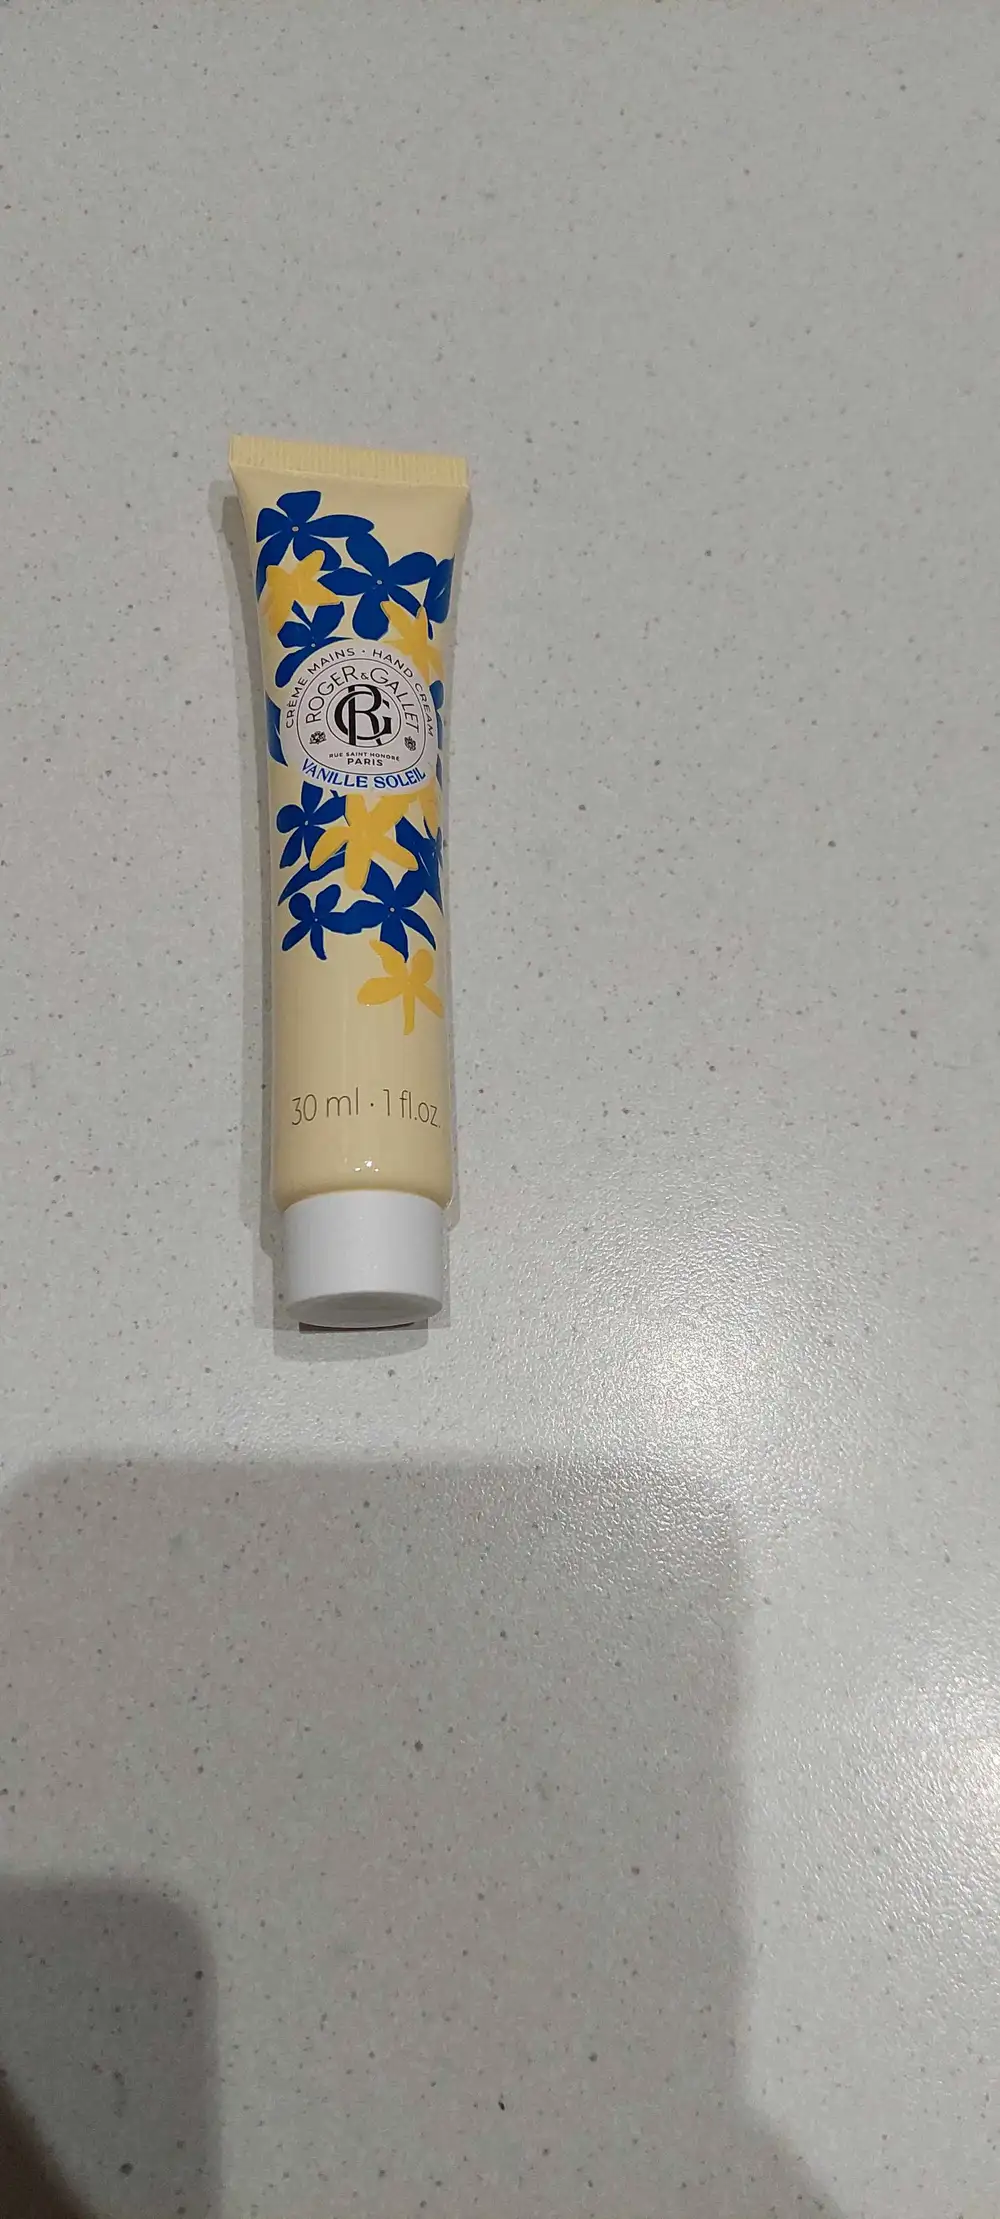 CRÈME MAINS · HAND CREAM
ROGER & GALLET
RG
RUE SAINT HONORÉ
PARIS
VANILLE SOLEIL
30 ml · 1 fl.oz.